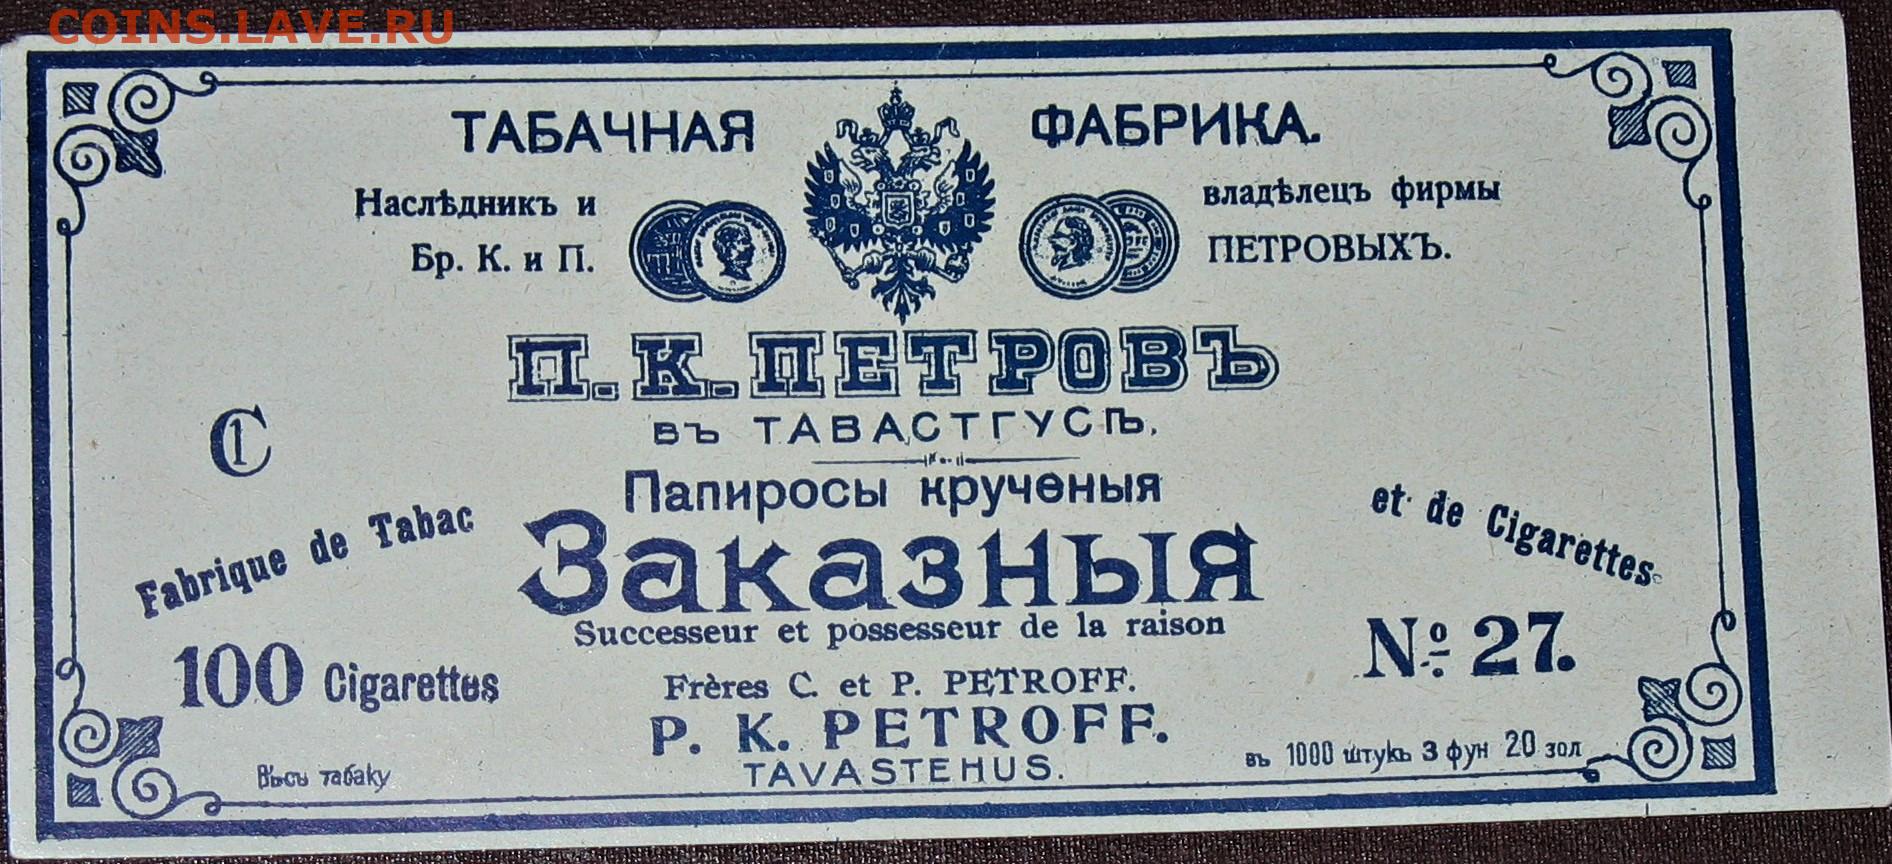 COINS.LAVE.RU
ТАБАЧНАЯ ФАБРИКА.
Наслѣдникъ и владѣлецъ фирмы
Бр. К. и П. ПЕТРОВЫХЪ.
П. К. ПЕТРОВЪ
въ ТАВАСТГУСѢ.
С 1
Папиросы крученыя
Заказныя
Fabrique de Tabac et de Cigarettes
Successeur et possesseur de la raison
100 Cigarettes
Frères C. et P. PETROFF.
№ 27.
P. K. PETROFF.
TAVASTEHUS.
Вѣсъ табаку въ 1000 штукъ 3 фун 20 зол